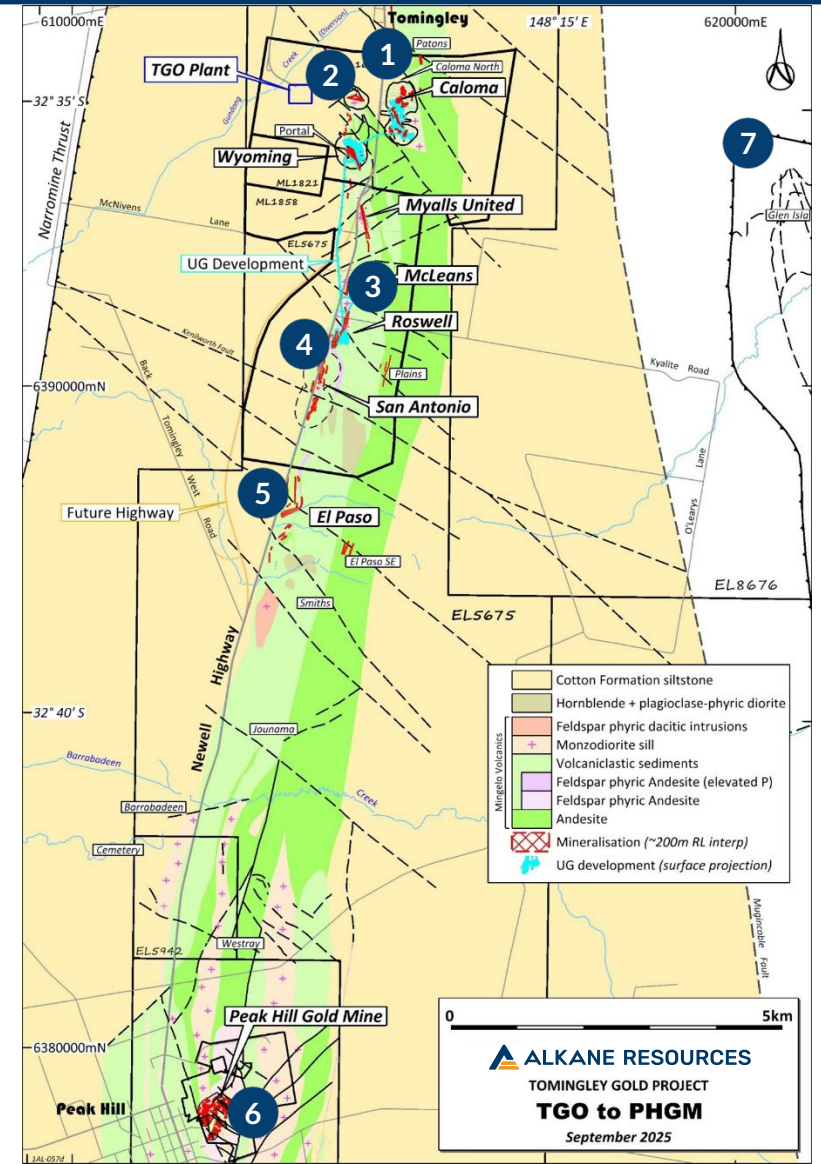 610000mE
Tomingley
148° 15' E
620000mE
(Diversion)
Creek
Gundong
1
Patons
Caloma North
2
TGO Plant
Caloma
32° 35' S
Portal
Wyoming
7
ML1821
ML1858
Narromine Thrust
McNivens
Lane
Myalls United
Glen Isla
EL5675
UG Development
McLeans
3
Roswell
4
Kenilworth Fault
Kyalite Road
Plains
6390000mN
San Antonio
Back
Tomingley
West
Road
O'Learys Lane
5
Future Highway
El Paso
El Paso SE
EL8676
Smiths
EL5675
Newell Highway
Cotton Formation siltstone
Hornblende + plagioclase-phyric diorite
Mingelo Volcanics
Feldspar phyric dacitic intrusions
Monzodiorite sill
Volcaniclastic sediments
Feldspar phyric Andesite (elevated P)
Feldspar phyric Andesite
Andesite
Mineralisation (~200m RL interp)
UG development (surface projection)
32° 40' S
Jounama
Barrabadeen
Creek
Barrabadeen
Cemetery
Mugincoble Fault
Westray
EL5942
Peak Hill Gold Mine
0 5km
6380000mN
ALKANE RESOURCES
TOMINGLEY GOLD PROJECT
TGO to PHGM
September 2025
Peak Hill
6
1AL-057d